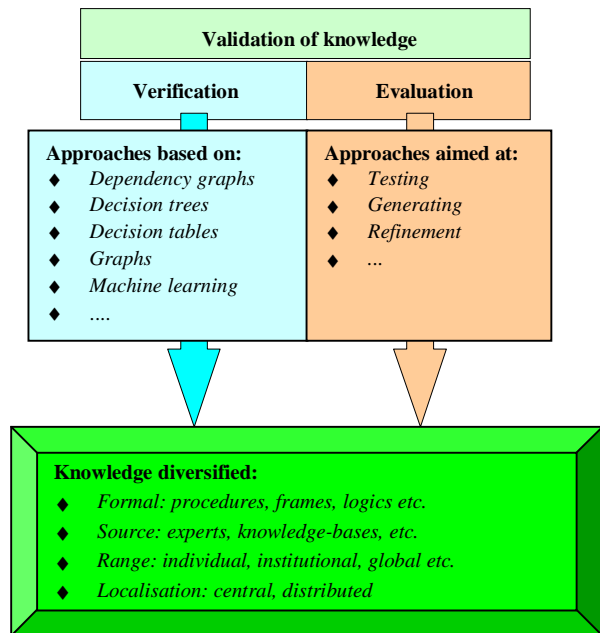 Validation of knowledge
Verification
Evaluation
Approaches based on:
♦ Dependency graphs
♦ Decision trees
♦ Decision tables
♦ Graphs
♦ Machine learning
♦ ....
Approaches aimed at:
♦ Testing
♦ Generating
♦ Refinement
♦ ...
Knowledge diversified:
♦ Formal: procedures, frames, logics etc.
♦ Source: experts, knowledge-bases, etc.
♦ Range: individual, institutional, global etc.
♦ Localisation: central, distributed